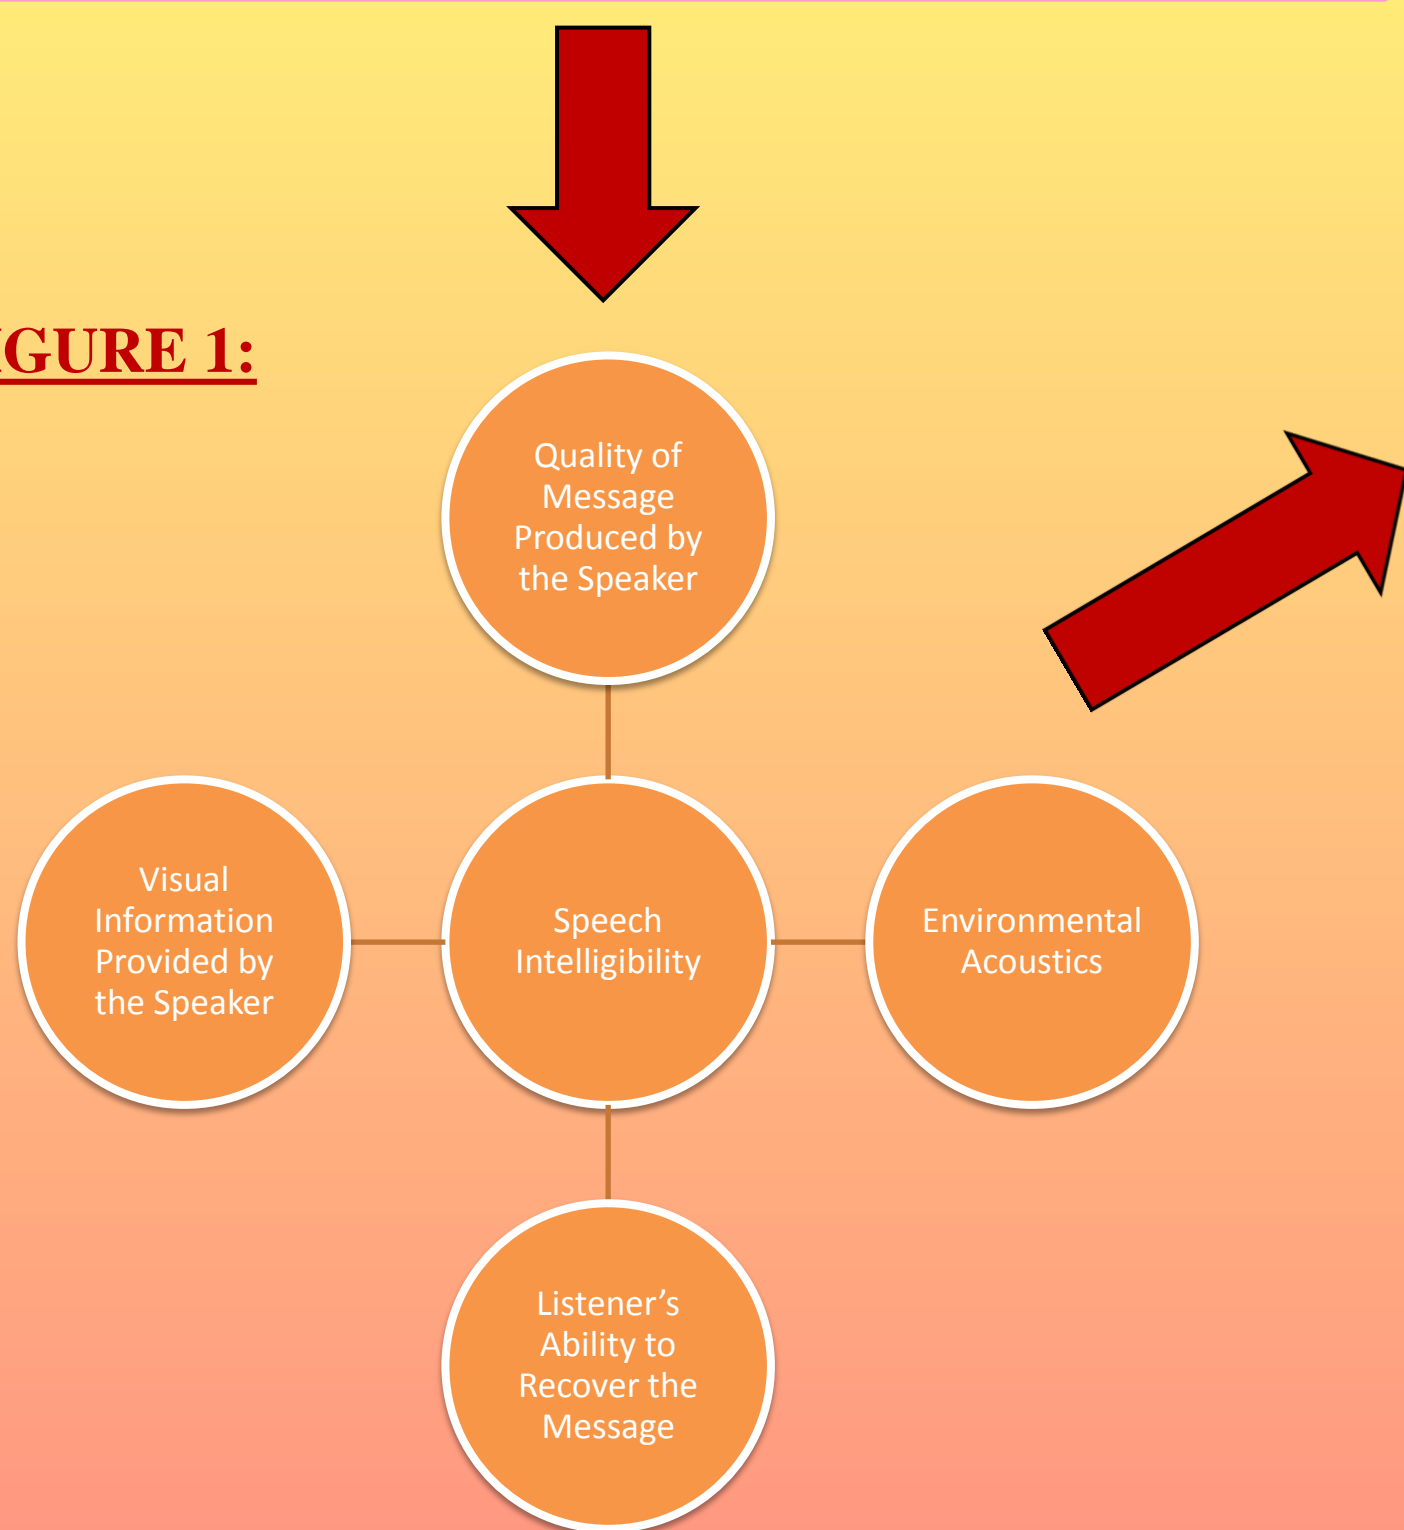 IGURE 1:
Quality of
Message
Produced by
the Speaker
Visual
Information
Provided by
the Speaker
Speech
Intelligibility
Environmental
Acoustics
Listener’s
Ability to
Recover the
Message